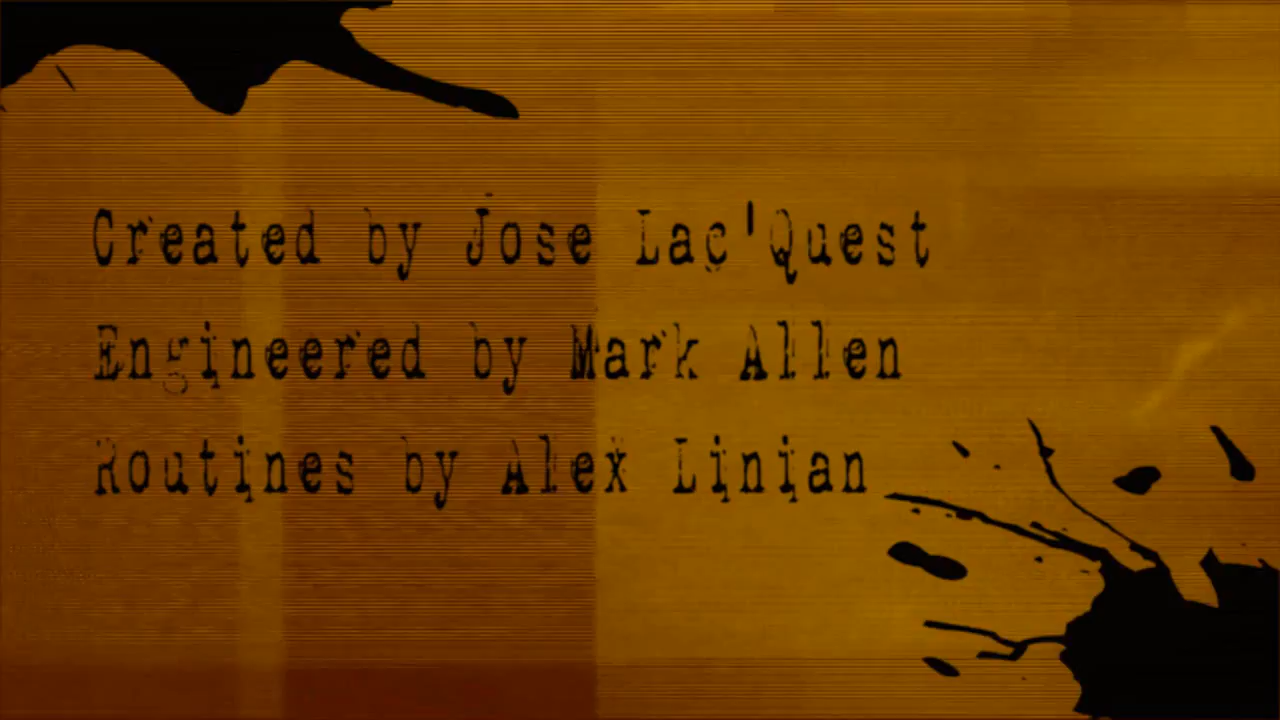 Created by Jose Lac'Quest
Engineered by Mark Allen
Routines by Alex Linian